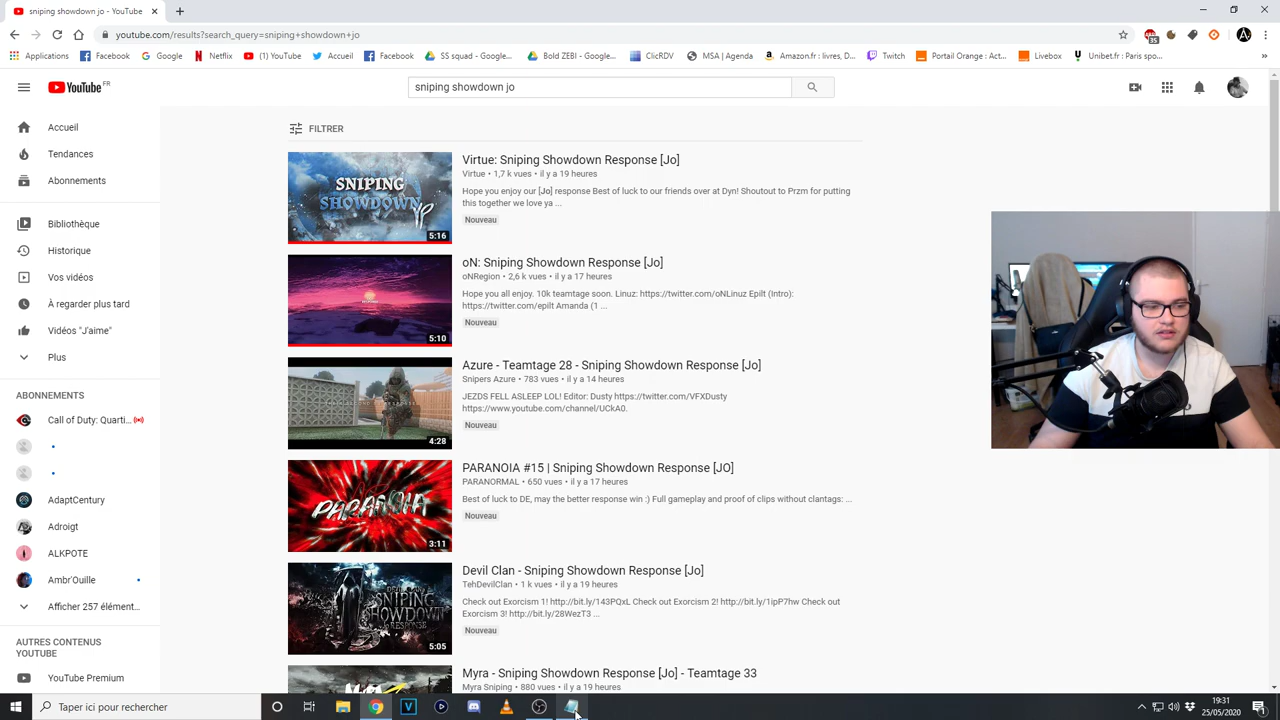 sniping showdown jo - YouTube
youtube.com/results?search_query=sniping+showdown+jo
35
Applications Facebook Google Netflix (1) YouTube Accueil Facebook SS squad - Google... Bold ZEBI - Google... ClicRDV MSA | Agenda Amazon.fr : livres, D... Twitch Portail Orange : Act... Livebox Unibet.fr : Paris spo...
YouTube FR
sniping showdown jo
Accueil
Tendances
Abonnements
Bibliothèque
Historique
Vos vidéos
À regarder plus tard
Vidéos "J'aime"
Plus
ABONNEMENTS
Call of Duty: Quarti...
AdaptCentury
Adroigt
ALKPOTE
Ambr'Ouille
Afficher 257 élément...
AUTRES CONTENUS
YOUTUBE
YouTube Premium
FILTRER
SNIPING
SHOWDOWN
5:16
Virtue: Sniping Showdown Response [Jo]
Virtue • 1,7 k vues • il y a 19 heures
Hope you enjoy our [Jo] response Best of luck to our friends over at Dyn! Shoutout to Przm for putting
this together we love ya ...
Nouveau
5:10
oN: Sniping Showdown Response [Jo]
oNRegion • 2,6 k vues • il y a 17 heures
Hope you all enjoy. 10k teamtage soon. Linuz: https://twitter.com/oNLinuz Epilt (Intro):
https://twitter.com/epilt Amanda (1 ...
Nouveau
4:28
Azure - Teamtage 28 - Sniping Showdown Response [Jo]
Snipers Azure • 783 vues • il y a 14 heures
JEZDS FELL ASLEEP LOL! Editor: Dusty https://twitter.com/VFXDusty
https://www.youtube.com/channel/UCkA0.
Nouveau
PARANOIA
3:11
PARANOIA #15 | Sniping Showdown Response [JO]
PARANORMAL • 650 vues • il y a 17 heures
Best of luck to DE, may the better response win :) Full gameplay and proof of clips without clantags: ...
Nouveau
SNIPING
SHOWDOWN
RESPONSE
5:05
Devil Clan - Sniping Showdown Response [Jo]
TehDevilClan • 1 k vues • il y a 19 heures
Check out Exorcism 1! http://bit.ly/143PQxL Check out Exorcism 2! http://bit.ly/1ipP7hw Check out
Exorcism 3! http://bit.ly/28WezT3 ...
Nouveau
Myra - Sniping Showdown Response [Jo] - Teamtage 33
Myra Sniping • 880 vues • il y a 19 heures
Taper ici pour rechercher
19:31
25/05/2020
1